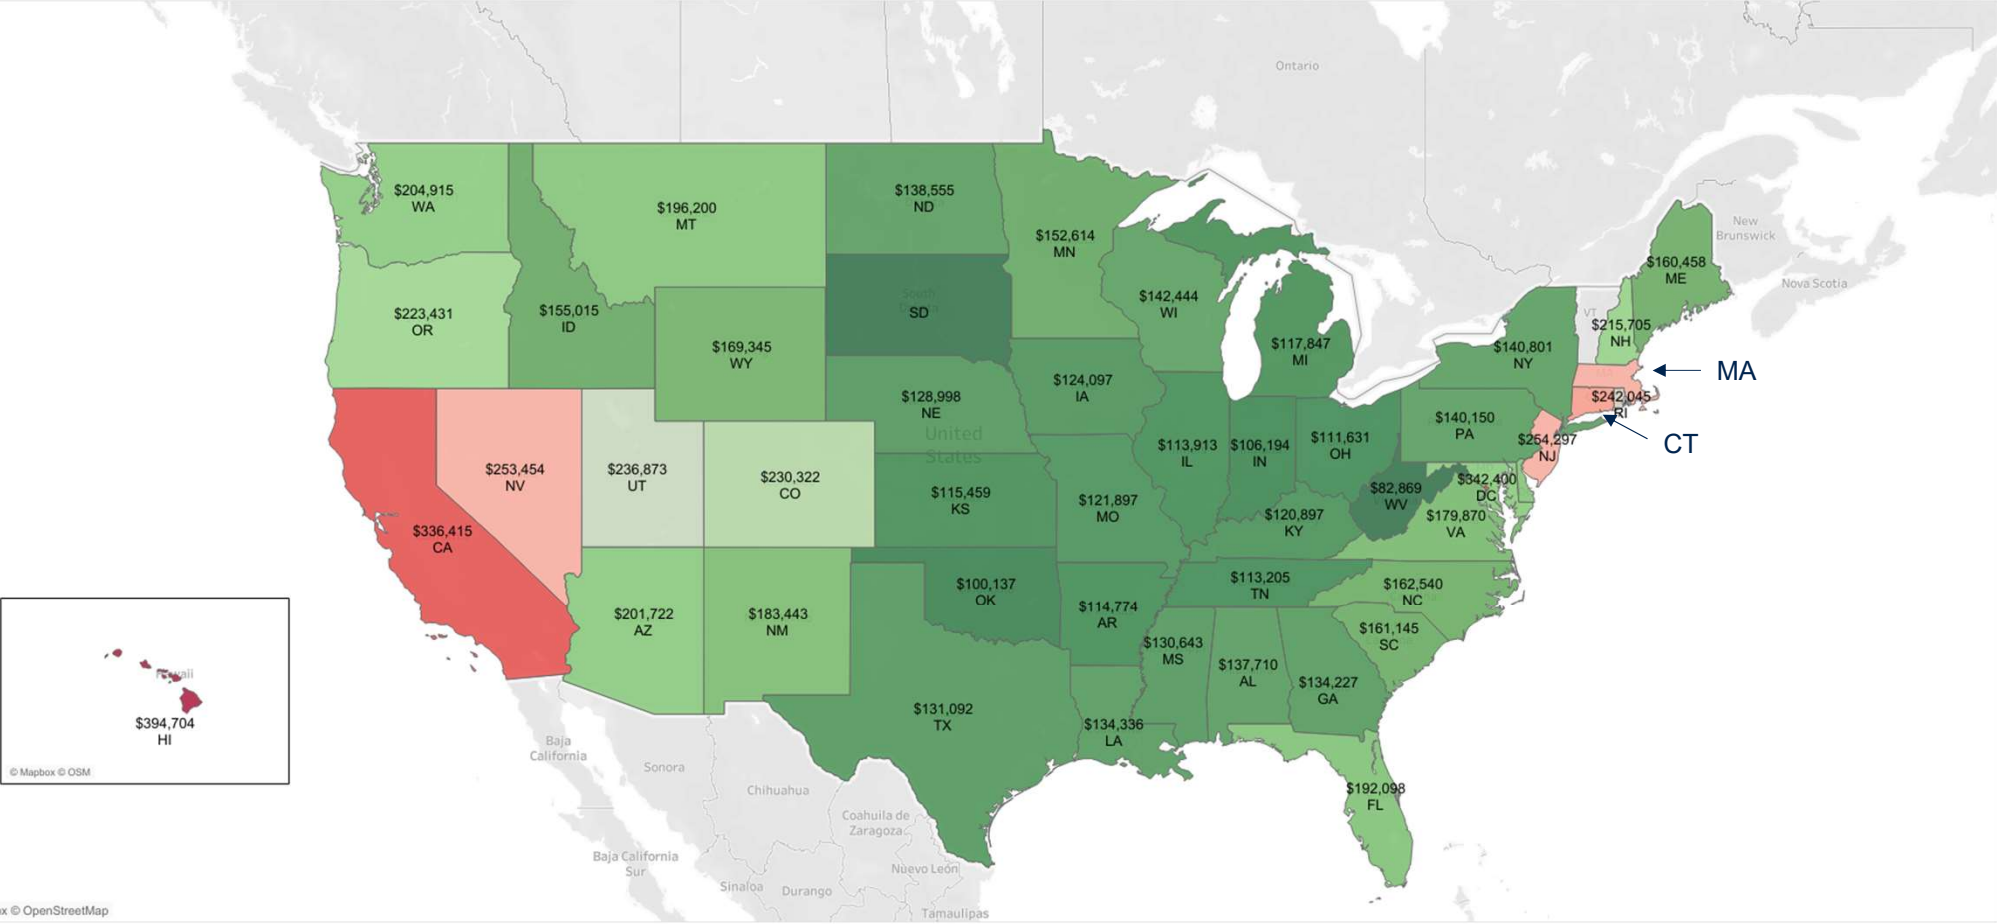 Ontario
New
Brunswick
Nova Scotia
$204,915
WA
$196,200
MT
$138,555
ND
$152,614
MN
$160,458
ME
$223,431
OR
$155,015
ID
$169,345
WY
South
SD
$142,444
WI
$117,847
MI
$140,801
NY
VT
$215,705
NH
MA
$128,998
NE
$124,097
IA
$242,045
RI
CT
United
States
$253,454
NV
$236,873
UT
$230,322
CO
$115,459
KS
$121,897
MO
$113,913
IL
$106,194
IN
$111,631
OH
$140,150
PA
$254,297
NJ
$336,415
CA
$120,897
KY
$82,869
WV
$342,400
DC
$179,870
VA
$201,722
AZ
$183,443
NM
$100,137
OK
$114,774
AR
$113,205
TN
$162,540
NC
$161,145
SC
$131,092
TX
$134,336
LA
$130,643
MS
$137,710
AL
$134,227
GA
$192,098
FL
$394,704
HI
© Mapbox © OSM
Baja
California
Sonora
Chihuahua
Coahuila de
Zaragoza
Baja California
Sur
Sinaloa
Durango
Nuevo León
Tamaulipas
© OpenStreetMap